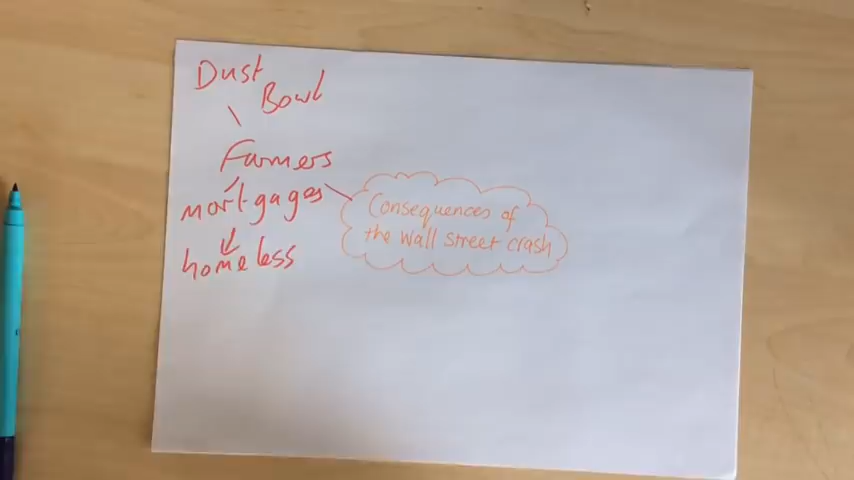 Dust
Bowl
Farmers
mortgages
homeless
Consequences of
the Wall Street crash